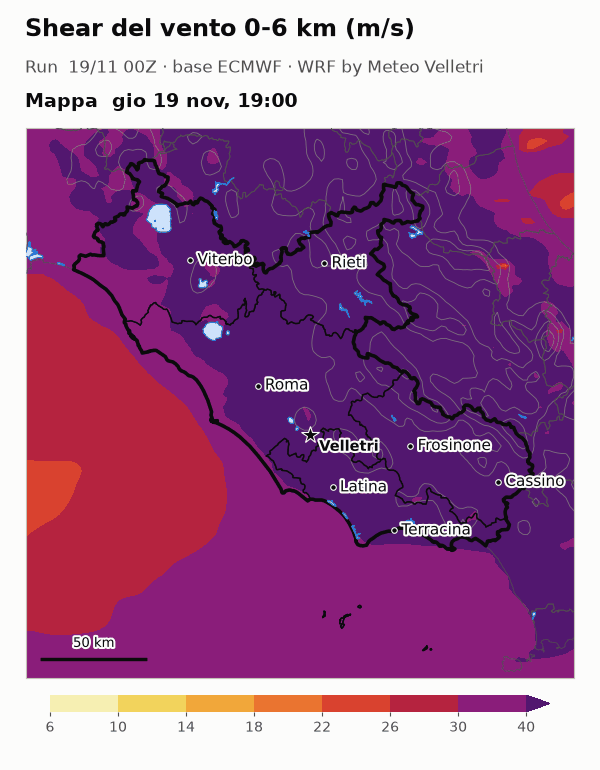 Shear del vento 0-6 km (m/s)
Run 19/11 00Z · base ECMWF · WRF by Meteo Velletri
Mappa gio 19 nov, 19:00
Viterbo
Rieti
Roma
Velletri
Frosinone
Cassino
Latina
Terracina
50 km
6 10 14 18 22 26 30 40